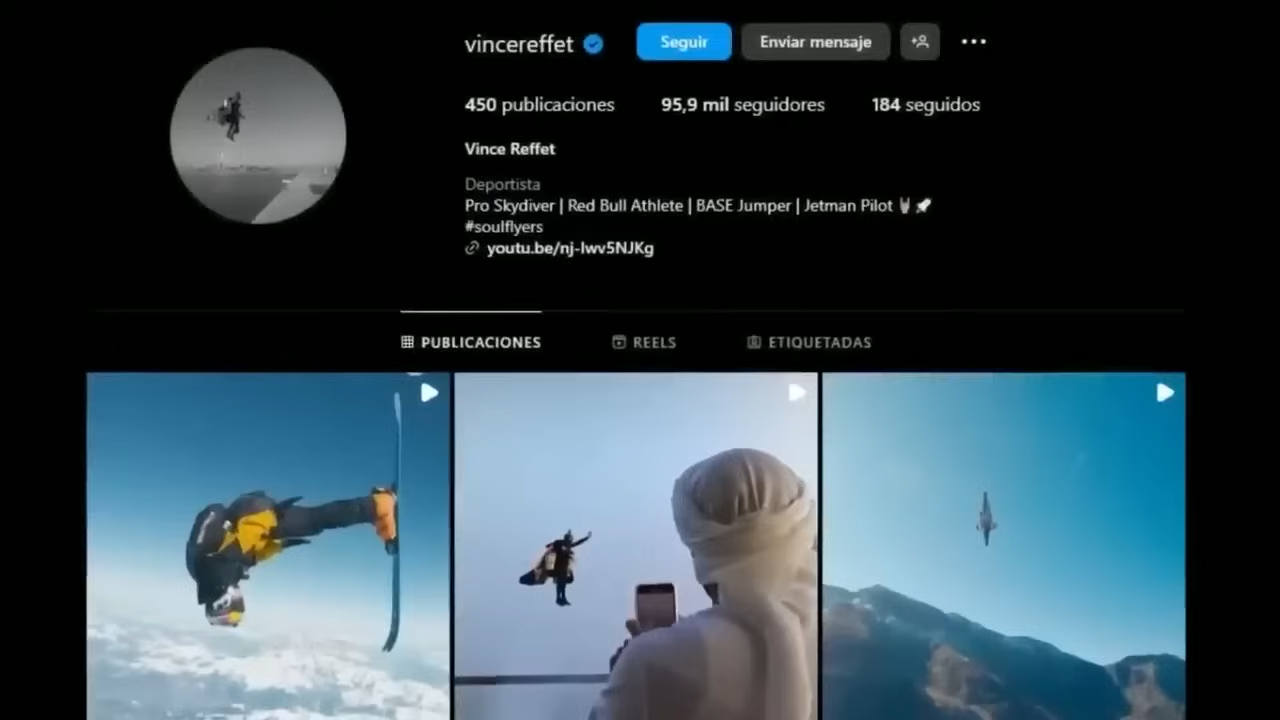 vincereffet
Seguir
Enviar mensaje
450 publicaciones
95,9 mil seguidores
184 seguidos
Vince Reffet
Deportista
Pro Skydiver | Red Bull Athlete | BASE Jumper | Jetman Pilot
#soulflyers
youtu.be/nj-lwv5NJKg
PUBLICACIONES
REELS
ETIQUETADAS